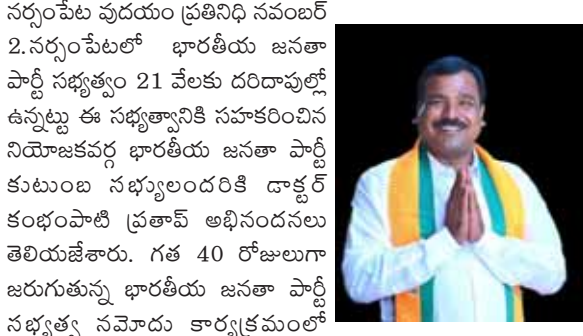 నర్సంపేట వుదయం ప్రతినిధి నవంబర్
2.నర్సంపేటలో భారతీయ జనతా
పార్టీ సభ్యత్వం 21 వేలకు దరిదాపుల్లో
ఉన్నట్టు ఈ సభ్యత్వానికి సహకరించిన
నియోజకవర్గ భారతీయ జనతా పార్టీ
కుటుంబ సభ్యులందరికి డాక్టర్
కంభంపాటి ప్రతాప్ అభినందనలు
తెలియజేశారు. గత 40 రోజులుగా
జరుగుతున్న భారతీయ జనతా పార్టీ
సభ్యత్వ నమోదు కార్యక్రమంలో